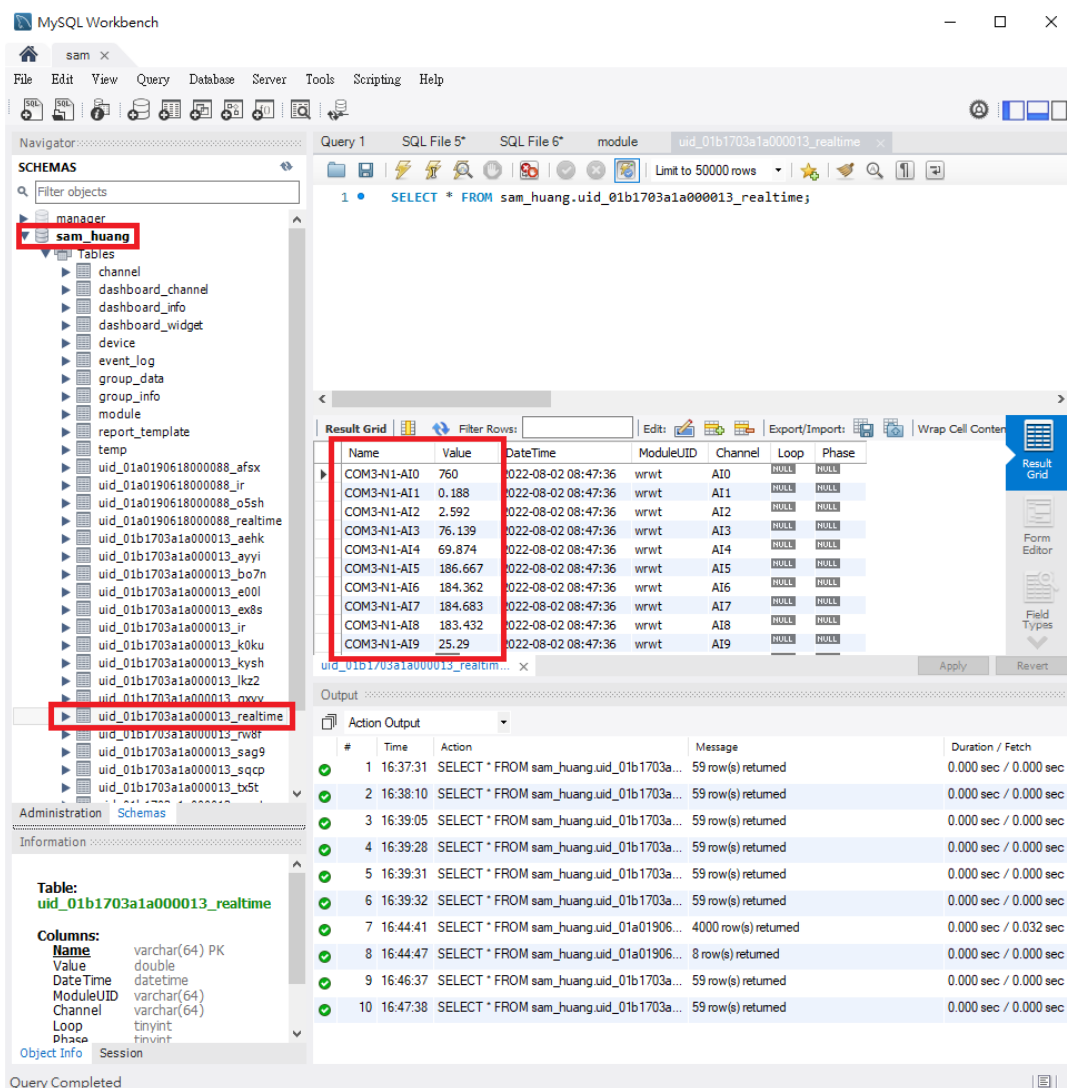 MySQL Workbench
sam
File Edit View Query Database Server Tools Scripting Help
Navigator
SCHEMAS
Filter objects
manager
sam_huang
Tables
channel
dashboard_channel
dashboard_info
dashboard_widget
device
event_log
group_data
group_info
module
report_template
temp
uid_01a0190618000088_afsx
uid_01a0190618000088_ir
uid_01a0190618000088_o5sh
uid_01a0190618000088_realtime
uid_01b1703a1a000013_aehk
uid_01b1703a1a000013_ayyi
uid_01b1703a1a000013_bo7n
uid_01b1703a1a000013_e00l
uid_01b1703a1a000013_ex8s
uid_01b1703a1a000013_ir
uid_01b1703a1a000013_k0ku
uid_01b1703a1a000013_kysh
uid_01b1703a1a000013_lkz2
uid_01b1703a1a000013_realtime
uid_01b1703a1a000013_rw8f
uid_01b1703a1a000013_sag9
uid_01b1703a1a000013_sqcp
uid_01b1703a1a000013_tx5t
Administration Schemas
Information
Table:
uid_01b1703a1a000013_realtime
Columns:
Name varchar(64) PK
Value double
DateTime datetime
ModuleUID varchar(64)
Channel varchar(64)
Loop tinyint
Phase tinyint
Object Info Session
Query Completed
Query 1 SQL File 5* SQL File 6* module uid_01b1703a1a000013_realtime
Limit to 50000 rows
1 SELECT * FROM sam_huang.uid_01b1703a1a000013_realtime;
Result Grid Filter Rows: Edit: Export/Import: Wrap Cell Conten
Name Value DateTime ModuleUID Channel Loop Phase
COM3-N1-AI0 760 2022-08-02 08:47:36 wrwt AI0 NULL NULL
COM3-N1-AI1 0.188 2022-08-02 08:47:36 wrwt AI1 NULL NULL
COM3-N1-AI2 2.592 2022-08-02 08:47:36 wrwt AI2 NULL NULL
COM3-N1-AI3 76.139 2022-08-02 08:47:36 wrwt AI3 NULL NULL
COM3-N1-AI4 69.874 2022-08-02 08:47:36 wrwt AI4 NULL NULL
COM3-N1-AI5 186.667 2022-08-02 08:47:36 wrwt AI5 NULL NULL
COM3-N1-AI6 184.362 2022-08-02 08:47:36 wrwt AI6 NULL NULL
COM3-N1-AI7 184.683 2022-08-02 08:47:36 wrwt AI7 NULL NULL
COM3-N1-AI8 183.432 2022-08-02 08:47:36 wrwt AI8 NULL NULL
COM3-N1-AI9 25.29 2022-08-02 08:47:36 wrwt AI9 NULL NULL
Result Grid
Form Editor
Field Types
uid_01b1703a1a000013_realtim...
Apply Revert
Output
Action Output
# Time Action Message Duration / Fetch
1 16:37:31 SELECT * FROM sam_huang.uid_01b1703a... 59 row(s) returned 0.000 sec / 0.000 sec
2 16:38:10 SELECT * FROM sam_huang.uid_01b1703a... 59 row(s) returned 0.000 sec / 0.000 sec
3 16:39:05 SELECT * FROM sam_huang.uid_01b1703a... 59 row(s) returned 0.000 sec / 0.000 sec
4 16:39:28 SELECT * FROM sam_huang.uid_01b1703a... 59 row(s) returned 0.000 sec / 0.000 sec
5 16:39:31 SELECT * FROM sam_huang.uid_01b1703a... 59 row(s) returned 0.000 sec / 0.000 sec
6 16:39:32 SELECT * FROM sam_huang.uid_01b1703a... 59 row(s) returned 0.000 sec / 0.000 sec
7 16:44:41 SELECT * FROM sam_huang.uid_01a01906... 4000 row(s) returned 0.000 sec / 0.032 sec
8 16:44:47 SELECT * FROM sam_huang.uid_01a01906... 8 row(s) returned 0.000 sec / 0.000 sec
9 16:46:37 SELECT * FROM sam_huang.uid_01b1703a... 59 row(s) returned 0.000 sec / 0.000 sec
10 16:47:38 SELECT * FROM sam_huang.uid_01b1703a... 59 row(s) returned 0.000 sec / 0.000 sec